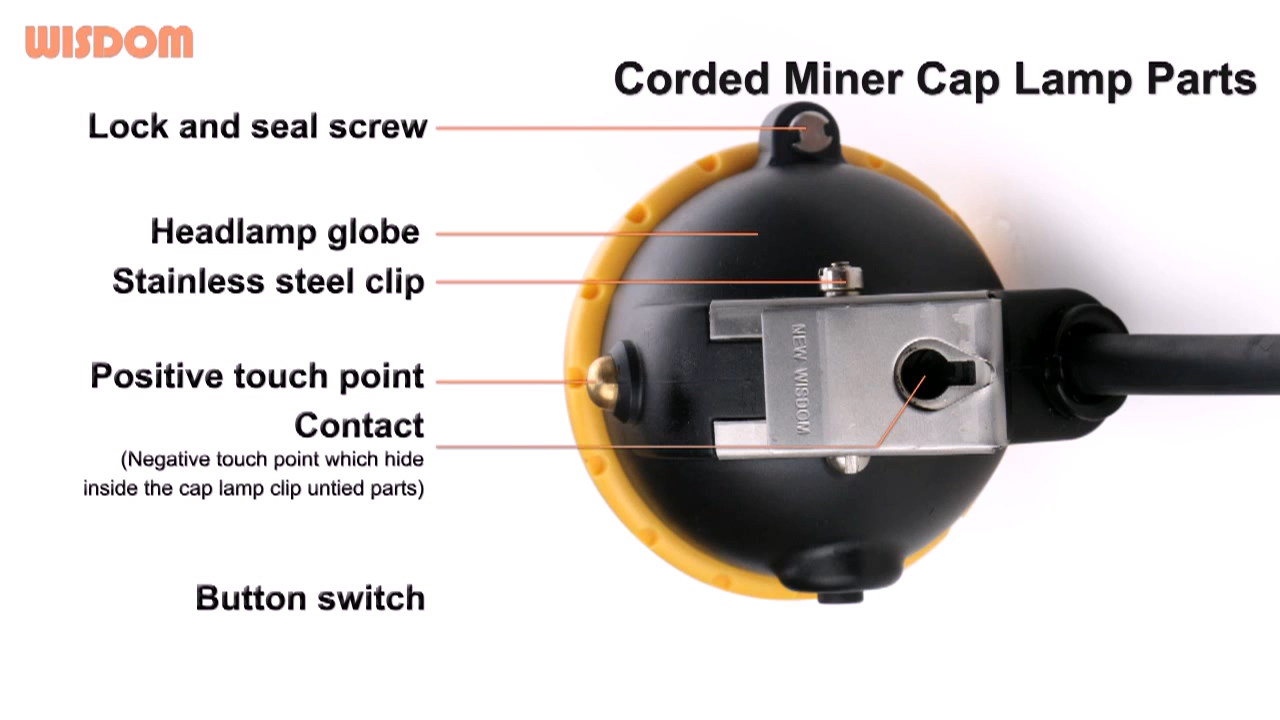 WISDOM
Corded Miner Cap Lamp Parts
Lock and seal screw
Headlamp globe
Stainless steel clip
Positive touch point
Contact
(Negative touch point which hide
inside the cap lamp clip untied parts)
Button switch
NEW WISDOM